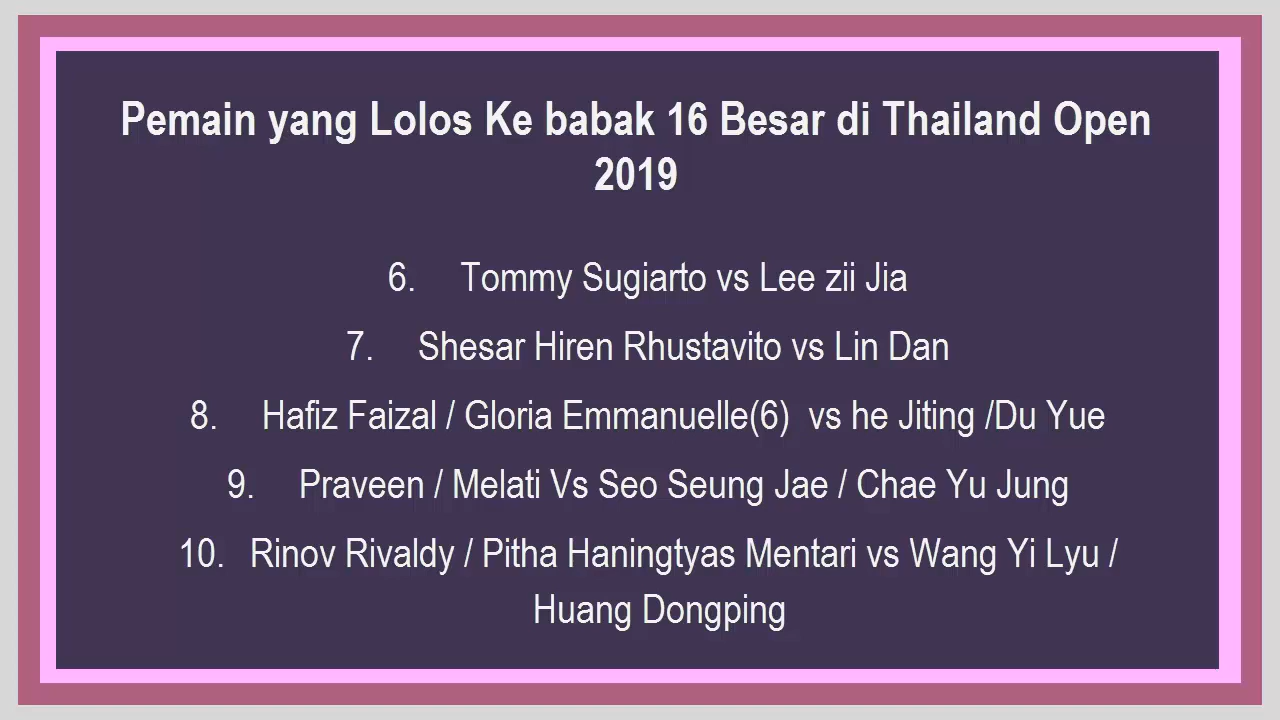 Pemain yang Lolos Ke babak 16 Besar di Thailand Open
2019
6. Tommy Sugiarto vs Lee zii Jia
7. Shesar Hiren Rhustavito vs Lin Dan
8. Hafiz Faizal / Gloria Emmanuelle(6) vs he Jiting /Du Yue
9. Praveen / Melati Vs Seo Seung Jae / Chae Yu Jung
10. Rinov Rivaldy / Pitha Haningtyas Mentari vs Wang Yi Lyu /
Huang Dongping